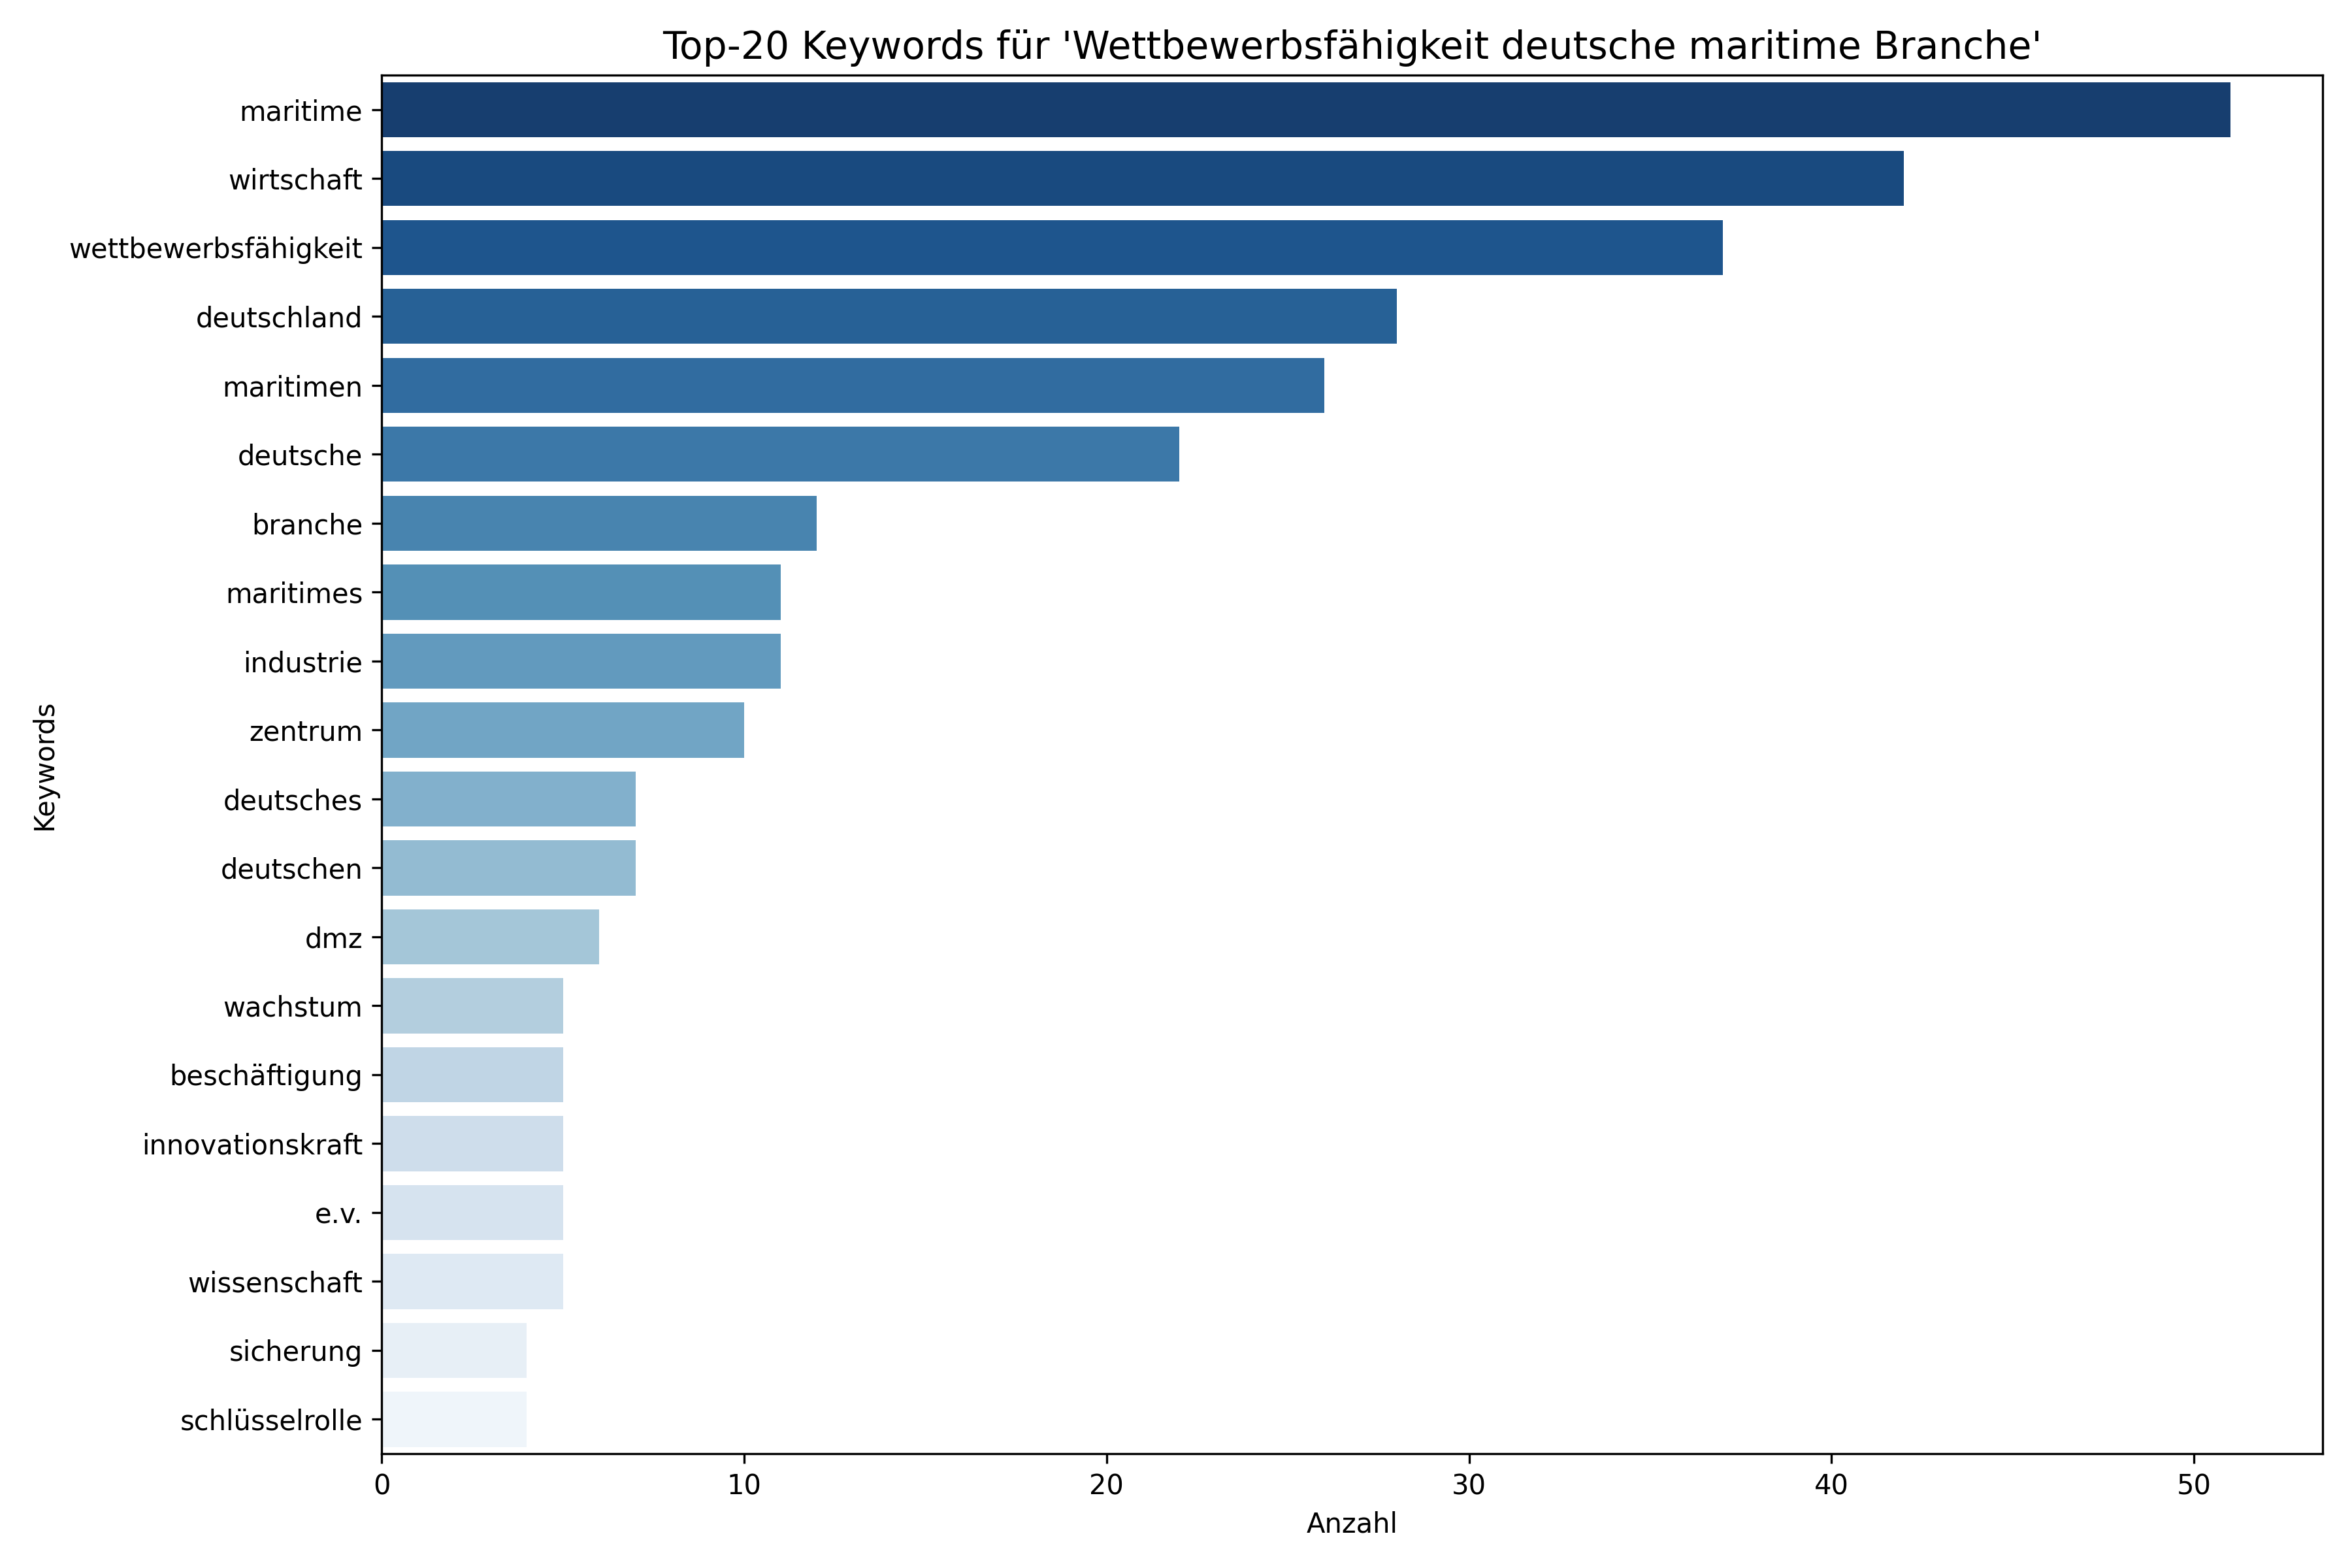 Top-20 Keywords für 'Wettbewerbsfähigkeit deutsche maritime Branche'
Keywords
maritime
wirtschaft
wettbewerbsfähigkeit
deutschland
maritimen
deutsche
branche
maritimes
industrie
zentrum
deutsches
deutschen
dmz
wachstum
beschäftigung
innovationskraft
e.v.
wissenschaft
sicherung
schlüsselrolle
0 10 20 30 40 50
Anzahl